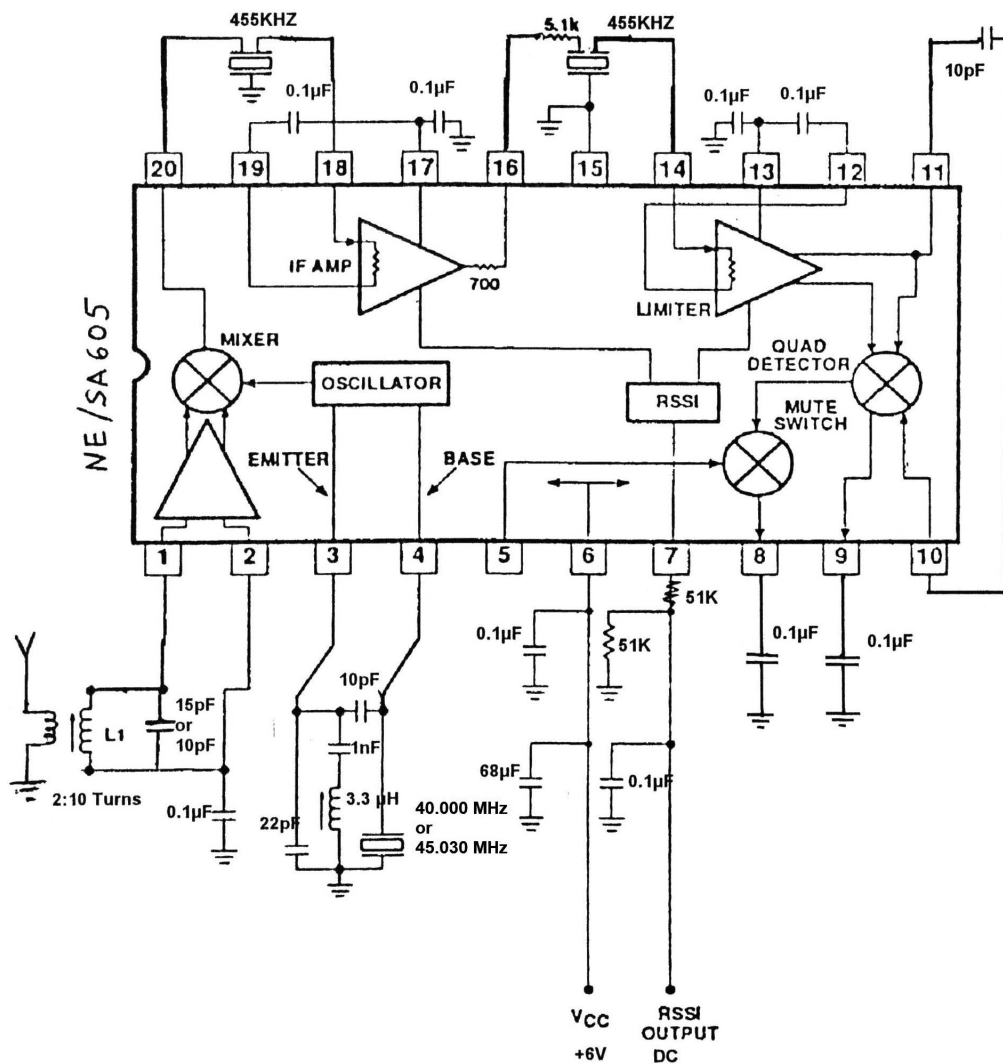 455KHZ
5.1k
455KHZ
10pF
0.1µF
0.1µF
0.1µF
0.1µF
20
19
18
17
16
15
14
13
12
11
IF AMP
700
LIMITER
NE/SA605
MIXER
OSCILLATOR
RSSI
QUAD
DETECTOR
MUTE
SWITCH
EMITTER
BASE
1
2
3
4
5
6
7
8
9
10
51K
0.1µF
51K
0.1µF
0.1µF
10pF
15pF
or
10pF
L1
1nF
2:10 Turns
0.1µF
22pF
3.3 µH
40.000 MHz
or
45.030 MHz
68µF
0.1µF
VCC
+6V
RSSI
OUTPUT
DC